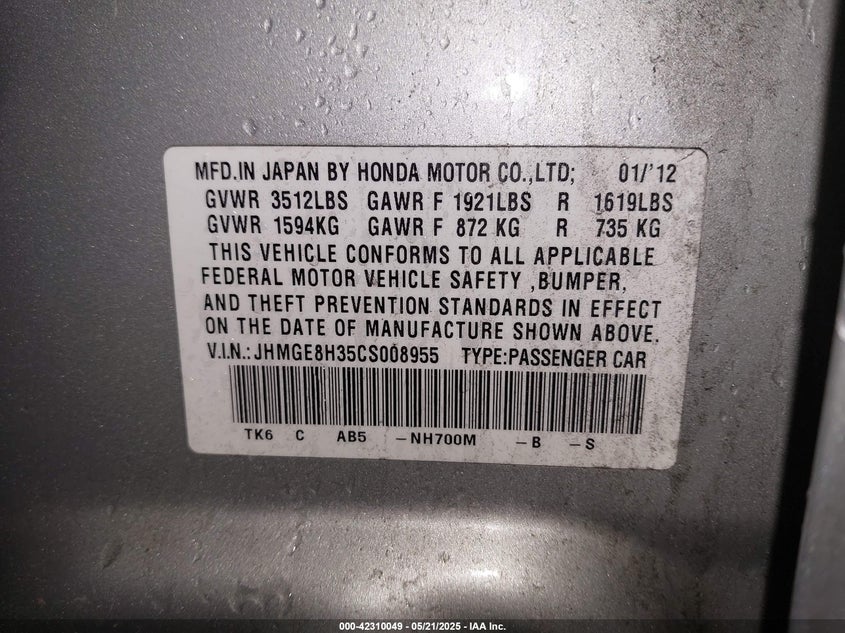 MFD.IN JAPAN BY HONDA MOTOR CO.,LTD; 01/'12
GVWR 3512LBS GAWR F 1921LBS R 1619LBS
GVWR 1594KG GAWR F 872 KG R 735 KG
THIS VEHICLE CONFORMS TO ALL APPLICABLE
FEDERAL MOTOR VEHICLE SAFETY ,BUMPER,
AND THEFT PREVENTION STANDARDS IN EFFECT
ON THE DATE OF MANUFACTURE SHOWN ABOVE.
V.I.N.: JHMGE8H35CS008955 TYPE:PASSENGER CAR
TK6 C AB5 -NH700M -B -S
000-42310049 - 05/21/2025 - IAA Inc.